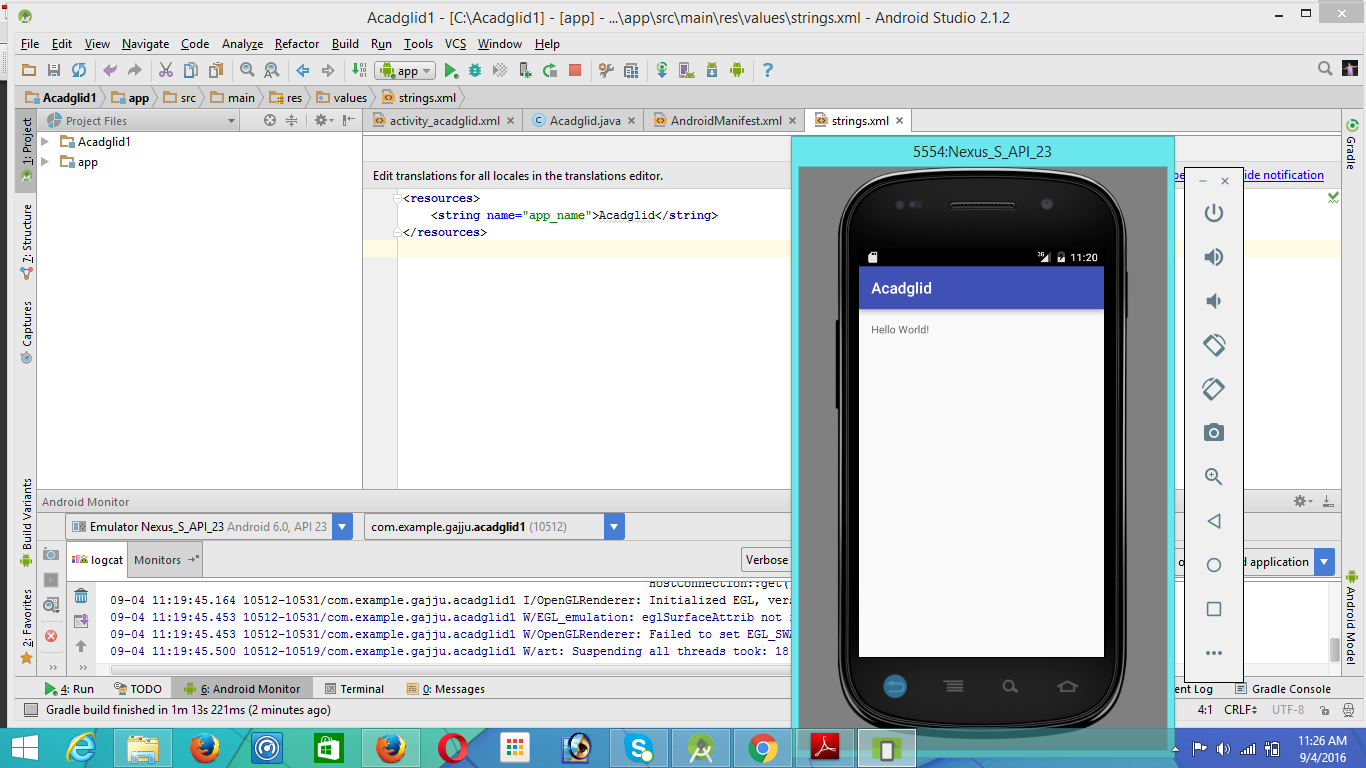 Acadglid1 - [C:\Acadglid1] - [app] - ...\app\src\main\res\values\strings.xml - Android Studio 2.1.2
File Edit View Navigate Code Analyze Refactor Build Run Tools VCS Window Help
app
Acadglid1 app src main res values strings.xml
Project Files
activity_acadglid.xml Acadglid.java AndroidManifest.xml strings.xml
1: Project
7: Structure
Captures
Build Variants
2: Favorites
Acadglid1
app
Edit translations for all locales in the translations editor.
ide notification
<resources>
<string name="app_name">Acadglid</string>
</resources>
5554:Nexus_S_API_23
3G 11:20
Acadglid
Hello World!
Gradle
Android Model
Android Monitor
Emulator Nexus_S_API_23 Android 6.0, API 23 com.example.gajju.acadglid1 (10512)
logcat Monitors Verbose
d application
HostConnection::get(
09-04 11:19:45.164 10512-10531/com.example.gajju.acadglid1 I/OpenGLRenderer: Initialized EGL, vers
09-04 11:19:45.453 10512-10531/com.example.gajju.acadglid1 W/EGL_emulation: eglSurfaceAttrib not
09-04 11:19:45.453 10512-10531/com.example.gajju.acadglid1 W/OpenGLRenderer: Failed to set EGL_SWA
09-04 11:19:45.500 10512-10519/com.example.gajju.acadglid1 W/art: Suspending all threads took: 18
4: Run TODO 6: Android Monitor Terminal 0: Messages
ent Log Gradle Console
Gradle build finished in 1m 13s 221ms (2 minutes ago)
4:1 CRLF UTF-8
11:26 AM
9/4/2016